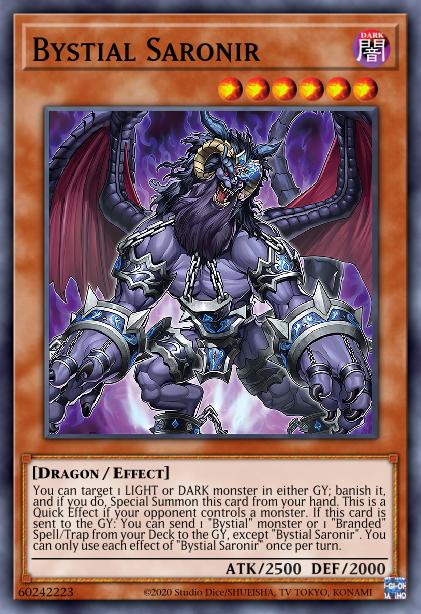 Bystial Saronir
DARK
闇
[Dragon / Effect]
You can target 1 LIGHT or DARK monster in either GY; banish it,
and if you do, Special Summon this card from your hand. This is a
Quick Effect if your opponent controls a monster. If this card is
sent to the GY: You can send 1 "Bystial" monster or 1 "Branded"
Spell/Trap from your Deck to the GY, except "Bystial Saronir". You
can only use each effect of "Bystial Saronir" once per turn.
ATK/2500 DEF/2000
60242223 ©2020 Studio Dice/SHUEISHA, TV TOKYO, KONAMI